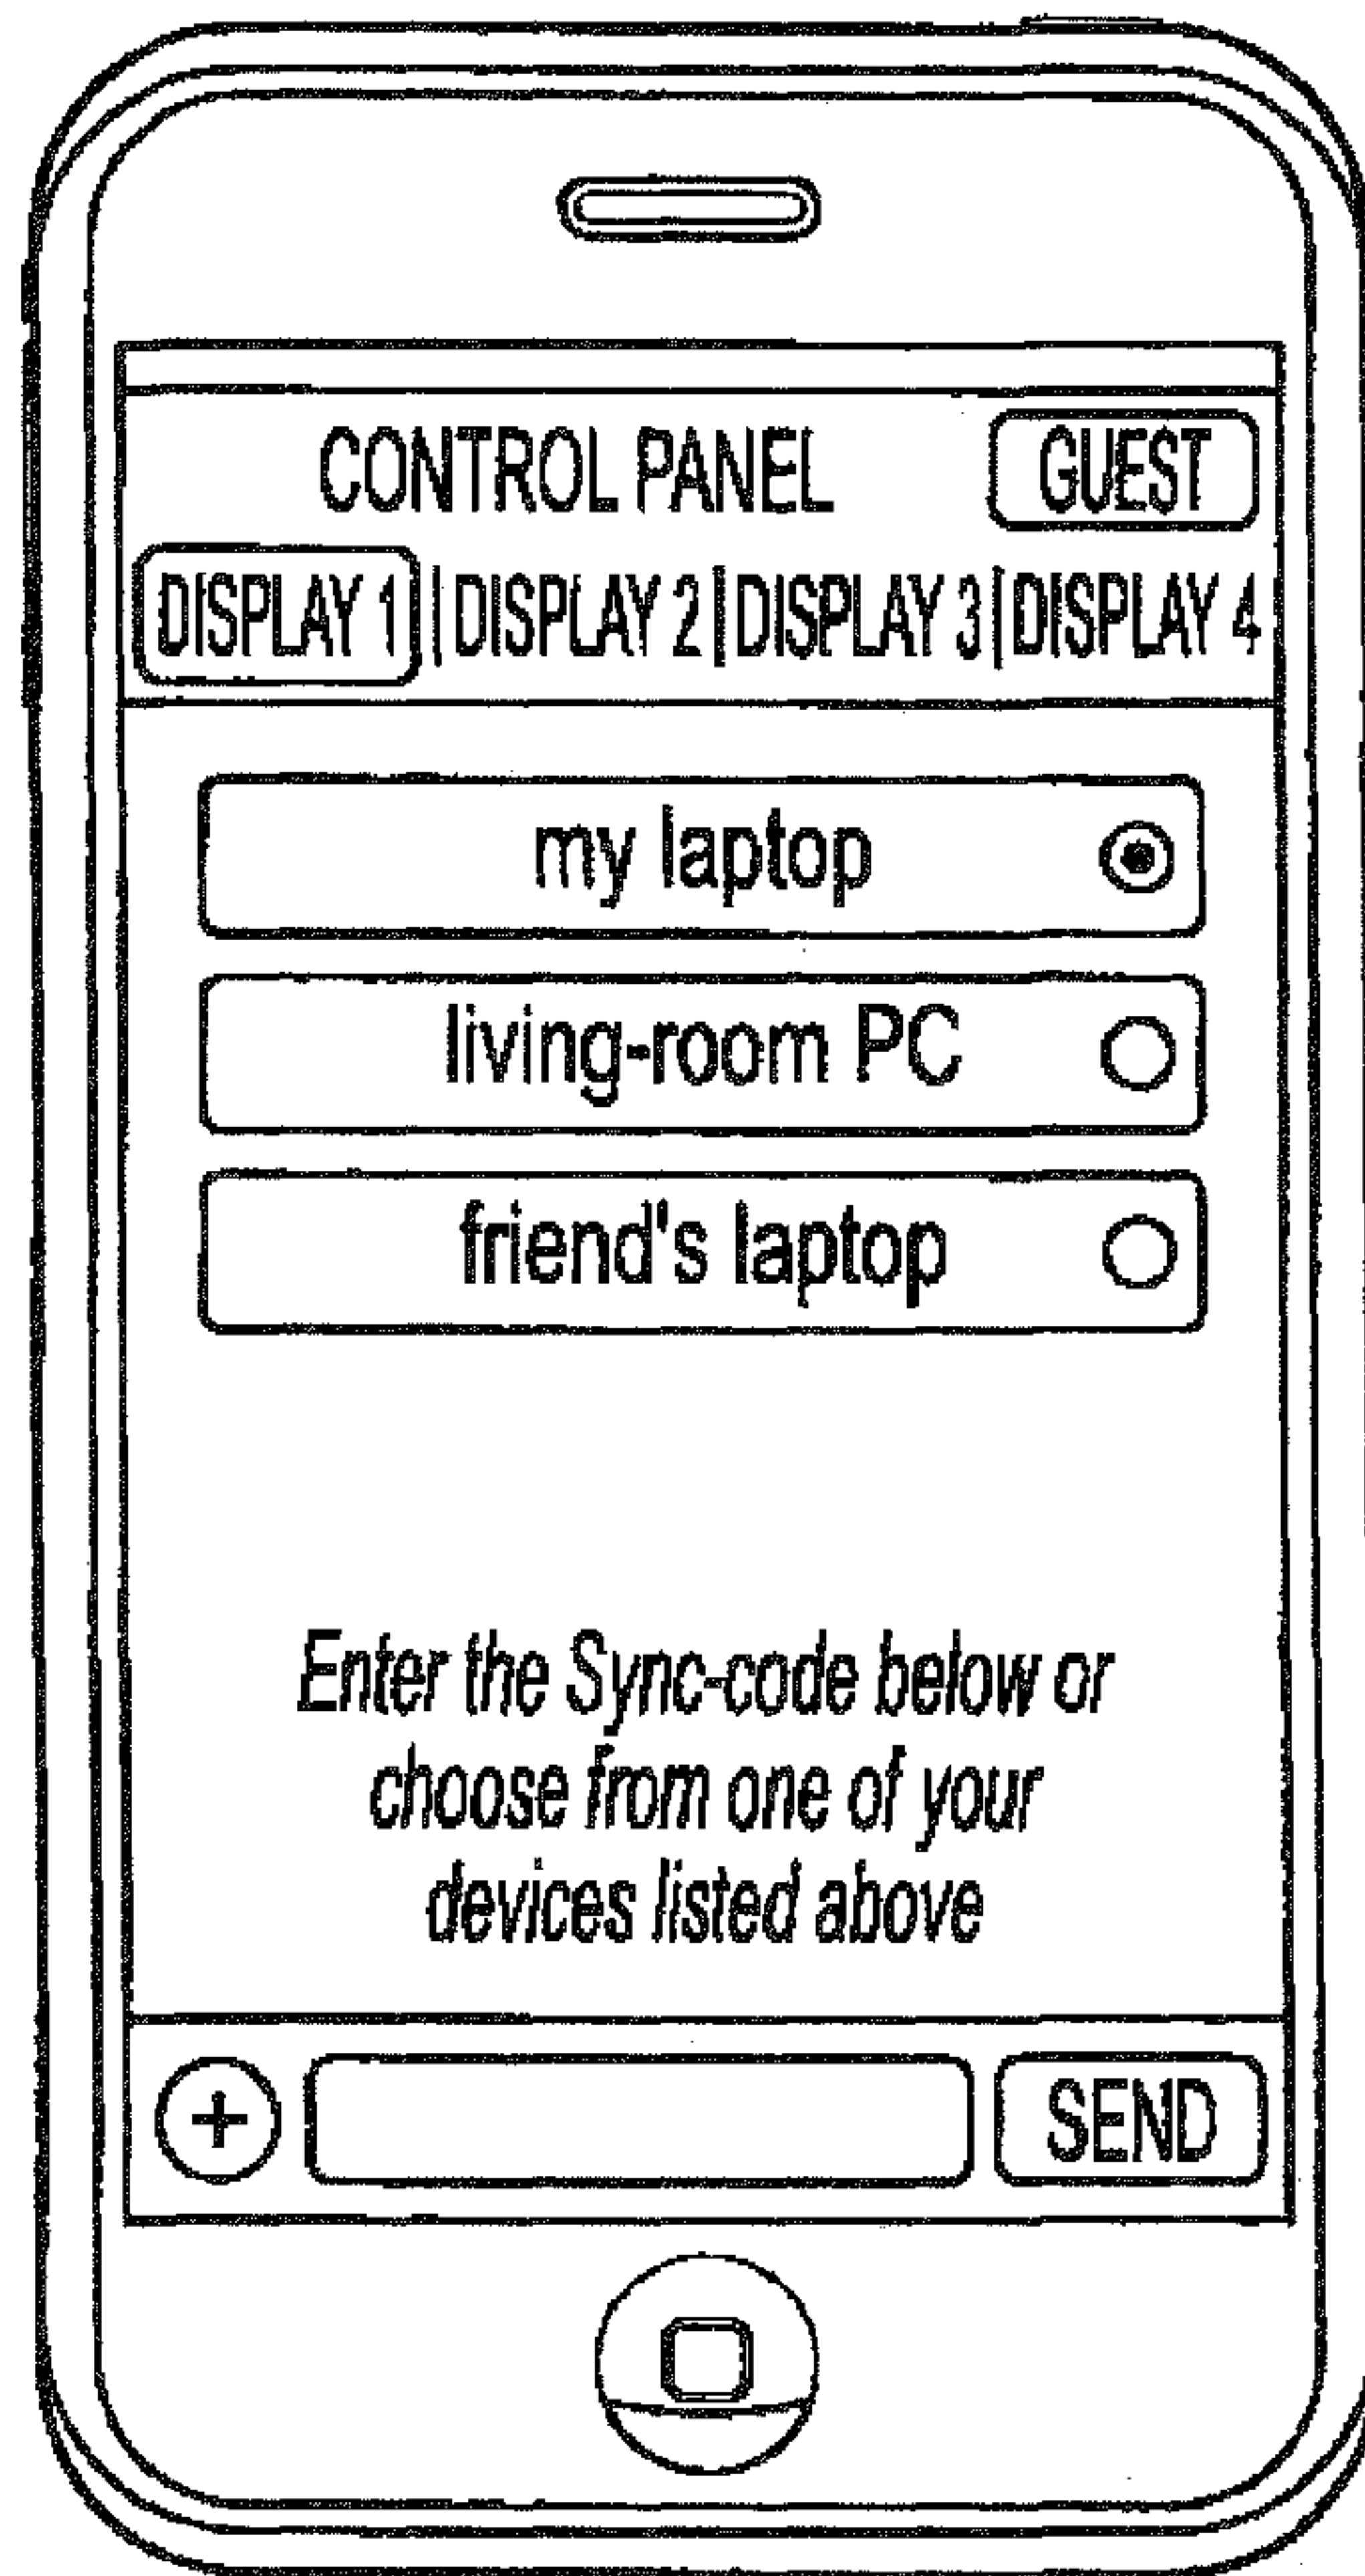 CONTROL PANEL GUEST
DISPLAY 1 | DISPLAY 2 | DISPLAY 3 | DISPLAY 4
my laptop
living-room PC
friend's laptop
Enter the Sync-code below or
choose from one of your
devices listed above
+ SEND